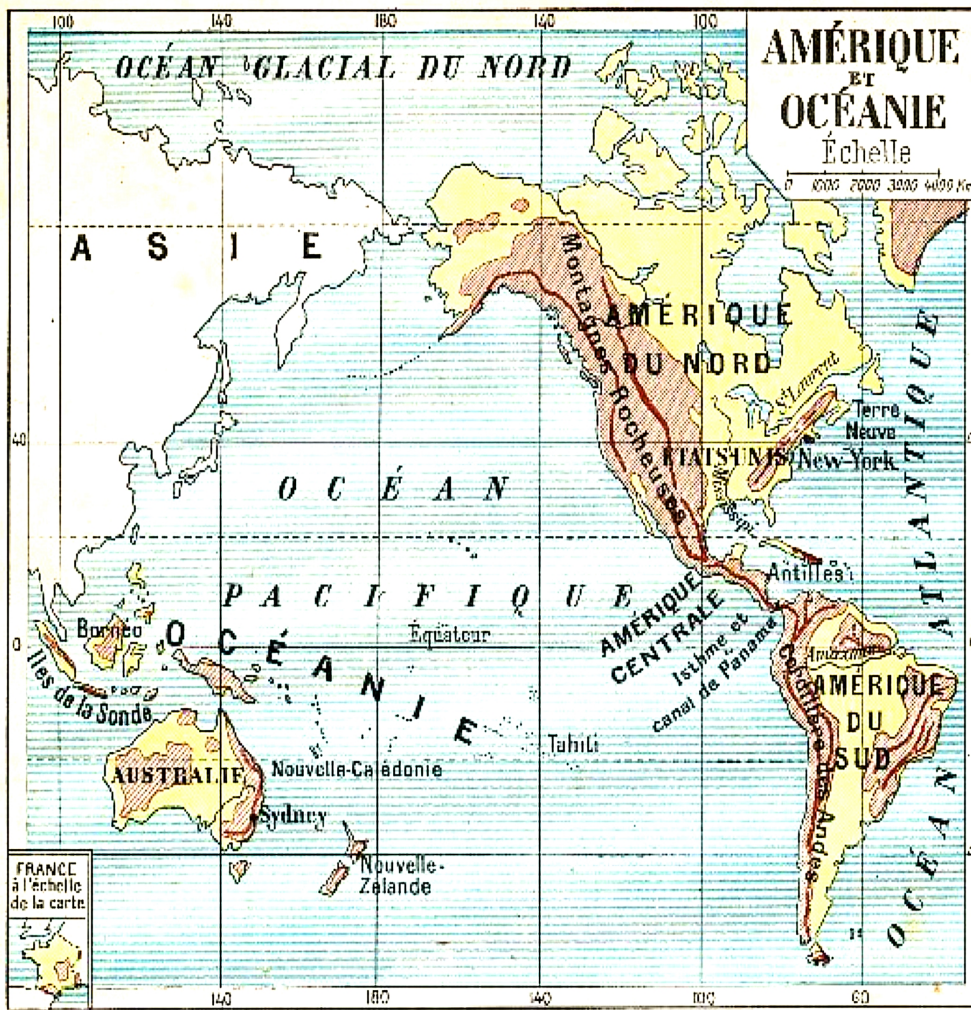 100 140 180 140 100
OCÉAN GLACIAL DU NORD
AMÉRIQUE
ET
OCÉANIE
Échelle
0 1000 2000 3000 4000 Km
ASIE
Montagnes Rocheuses
AMÉRIQUE
DU NORD
St Laurent
Terre
Neuve
ÉTATS-UNIS
New-York
Mississipi
40
OCÉAN
PACIFIQUE
OCÉAN ATLANTIQUE
Antilles
AMÉRIQUE
CENTRALE
Isthme et
canal de Panama
Équateur
0
OCÉANIE
Bornéo
Iles de la Sonde
Amazone
AMÉRIQUE
DU
SUD
Cordillère des Andes
Tahiti
AUSTRALIE
Nouvelle-Calédonie
Sydney
Nouvelle-
Zélande
FRANCE
à l'échelle
de la carte
140 180 140 100 60